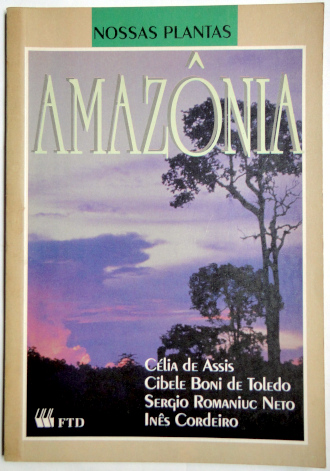 NOSSAS PLANTAS
AMAZÔNIA
Célia de Assis
Cibele Boni de Toledo
Sergio Romaniuc Neto
Inês Cordeiro
FTD